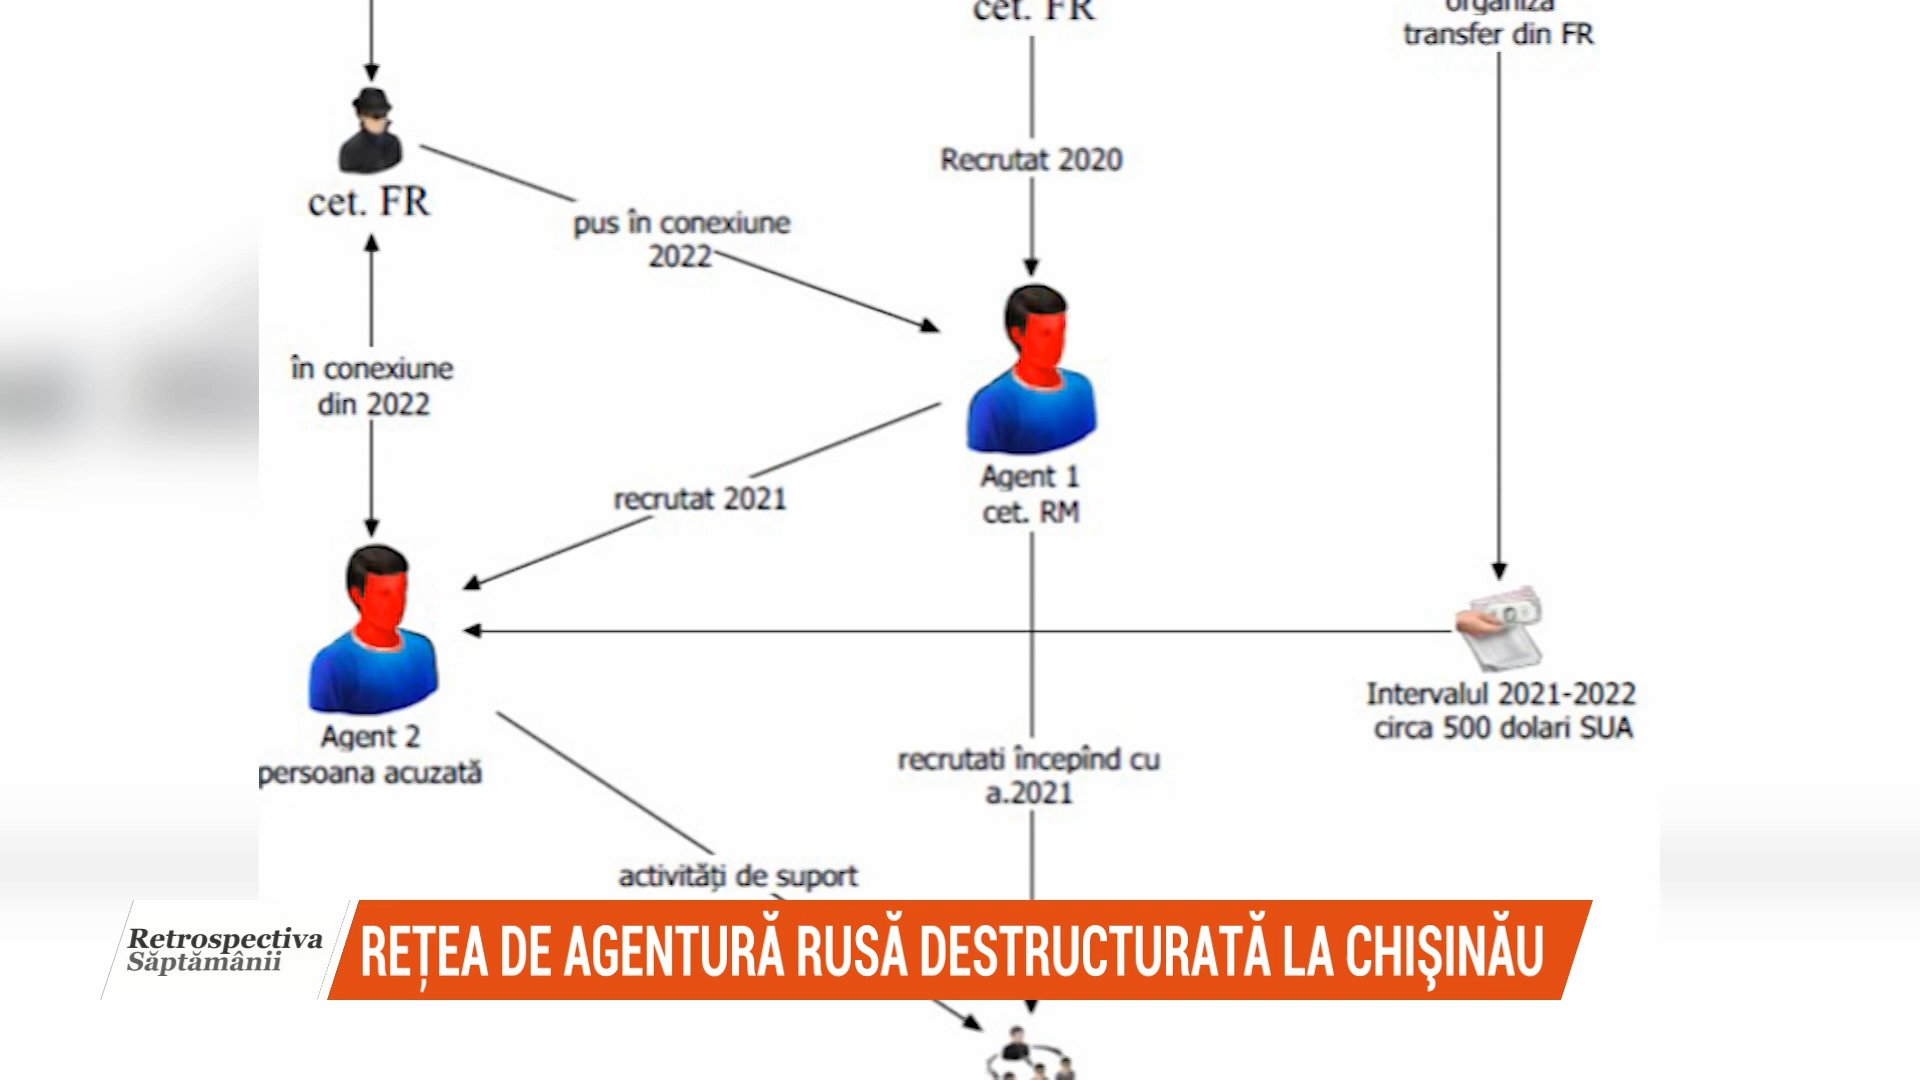 cet. FR
organiza
transfer din FR
Recrutat 2020
cet. FR
pus în conexiune
2022
în conexiune
din 2022
recrutat 2021
Agent 1
cet. RM
Agent 2
persoana acuzată
Intervalul 2021-2022
circa 500 dolari SUA
recrutati începînd cu
a.2021
activități de suport
Retrospectiva
Săptămânii
REȚEA DE AGENTURĂ RUSĂ DESTRUCTURATĂ LA CHIŞINĂU